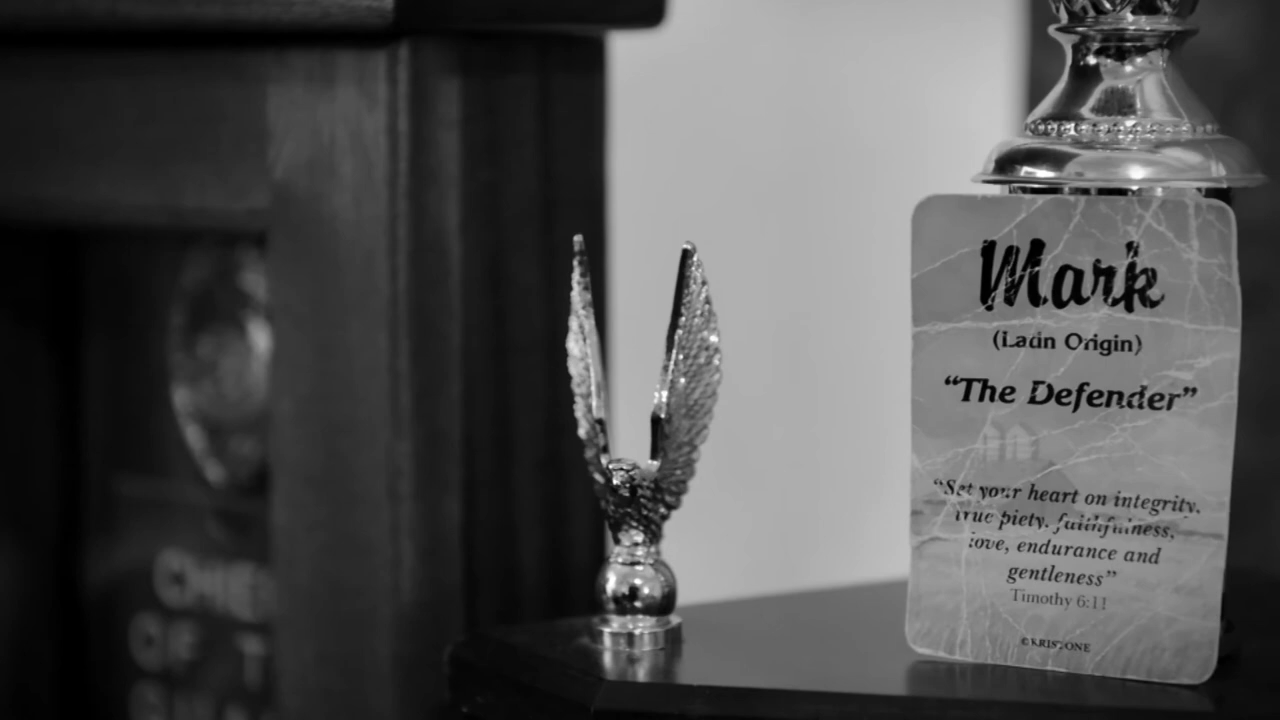 Mark
(Latin Origin)
“The Defender”
“Set your heart on integrity,
true piety, faithfulness,
love, endurance and
gentleness”
Timothy 6:11
©KRISTONE
OF T